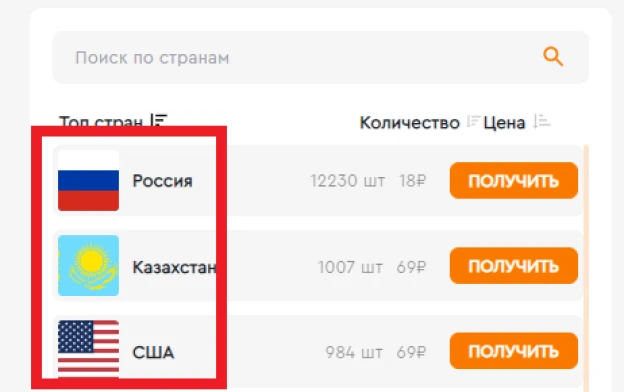 Поиск по странам
Топ стран Количество Цена
Россия 12230 шт 18₽ ПОЛУЧИТЬ
Казахстан 1007 шт 69₽ ПОЛУЧИТЬ
США 984 шт 69₽ ПОЛУЧИТЬ